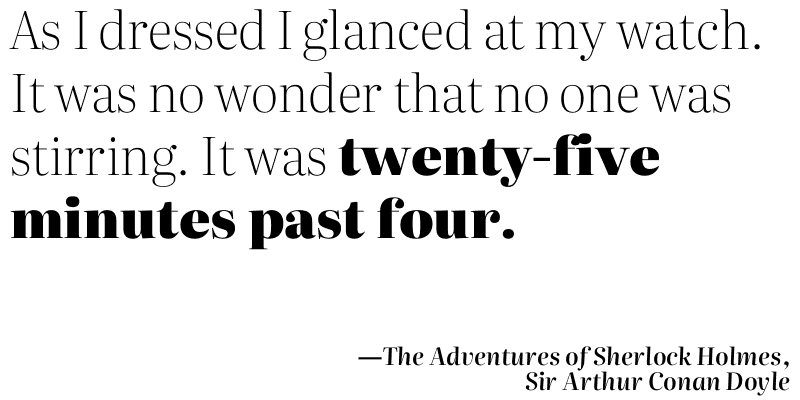 As I dressed I glanced at my watch.
It was no wonder that no one was
stirring. It was twenty-five
minutes past four.
—The Adventures of Sherlock Holmes,
Sir Arthur Conan Doyle